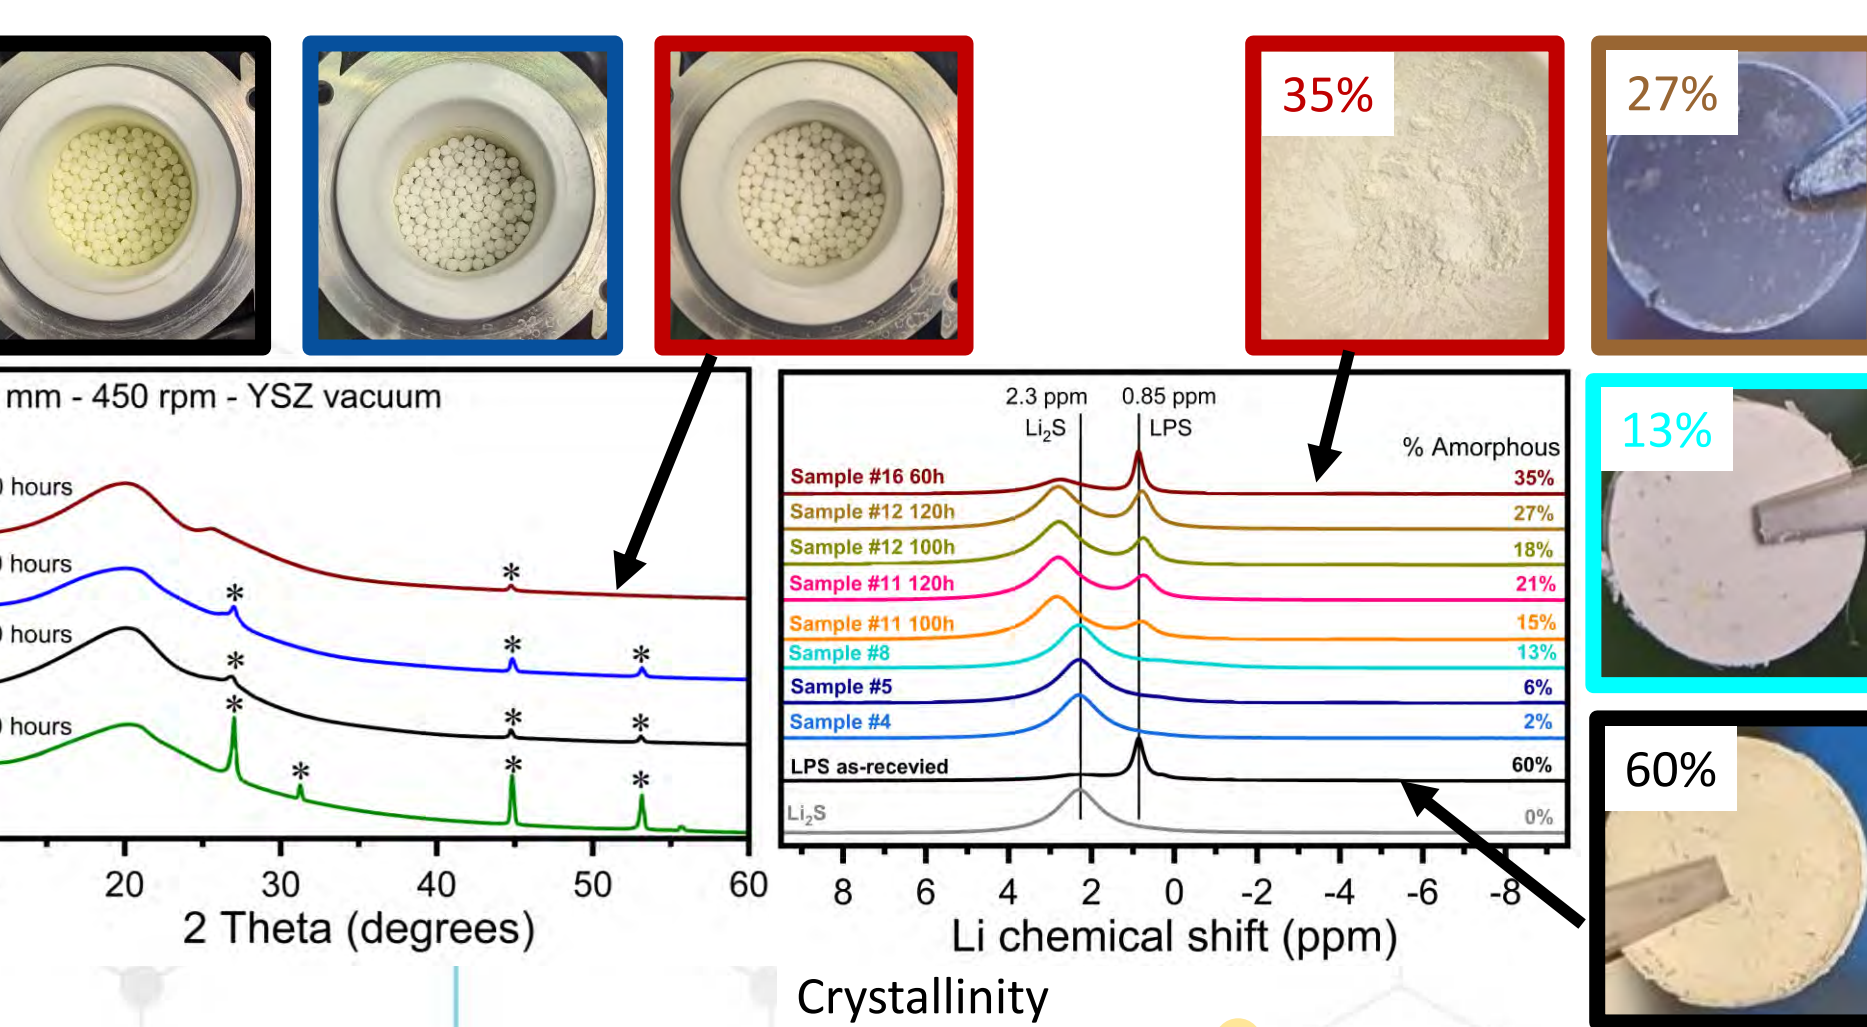 35%
27%
13%
60%
mm - 450 rpm - YSZ vacuum
0 hours
0 hours
0 hours
0 hours
*
*
*
*
*
*
*
*
*
*
*
20
30
40
50
60
2 Theta (degrees)
2.3 ppm
0.85 ppm
Li₂S
LPS
% Amorphous
Sample #16 60h 35%
Sample #12 120h 27%
Sample #12 100h 18%
Sample #11 120h 21%
Sample #11 100h 15%
Sample #8 13%
Sample #5 6%
Sample #4 2%
LPS as-recevied 60%
Li₂S 0%
8
6
4
2
0
-2
-4
-6
-8
Li chemical shift (ppm)
Crystallinity